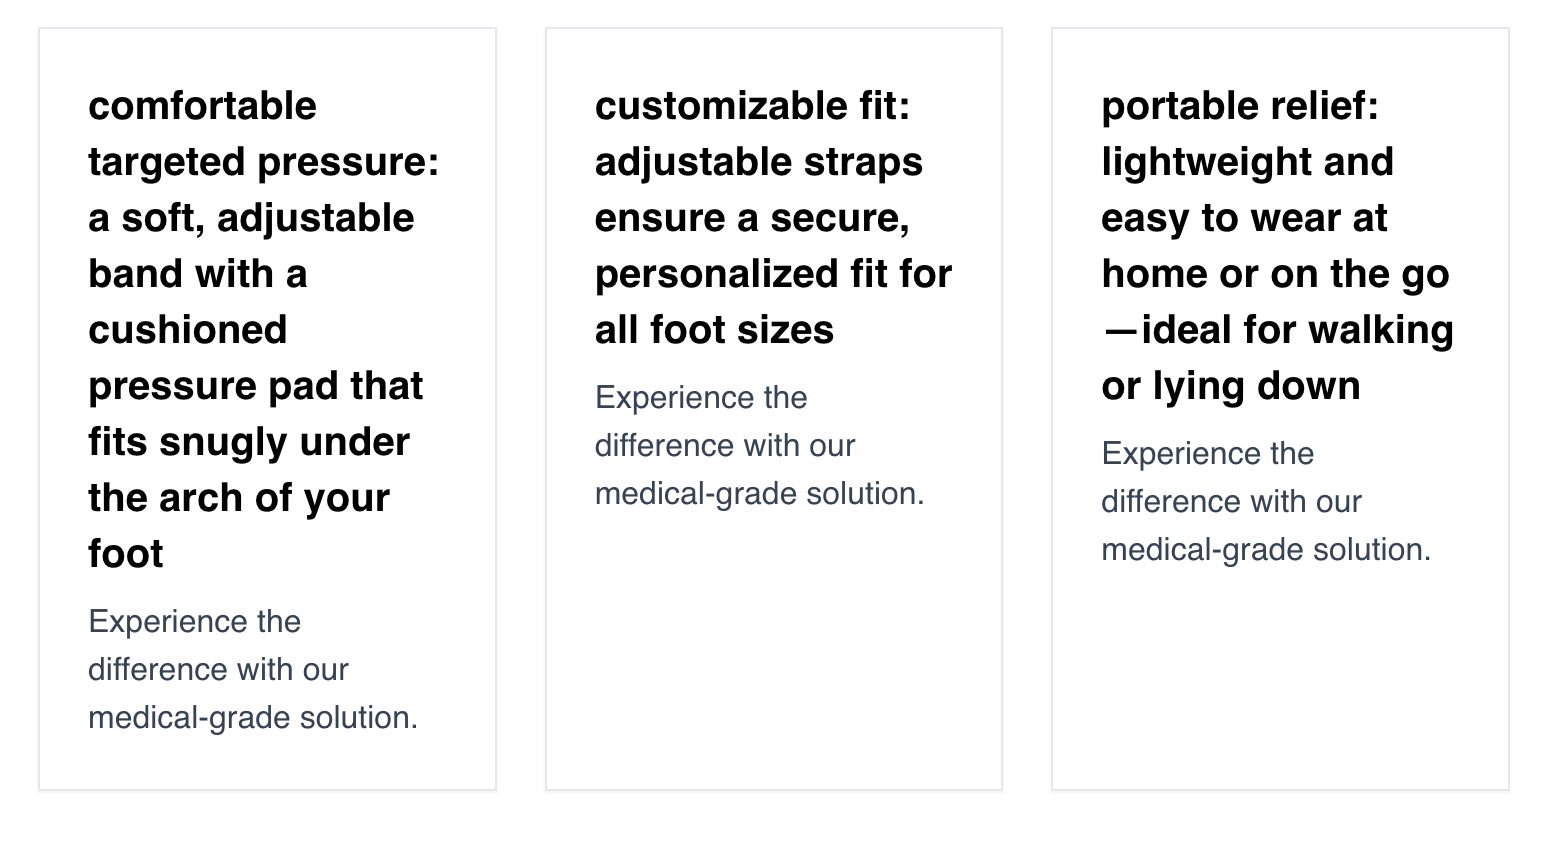 comfortable
targeted pressure:
a soft, adjustable
band with a
cushioned
pressure pad that
fits snugly under
the arch of your
foot
Experience the
difference with our
medical-grade solution.
customizable fit:
adjustable straps
ensure a secure,
personalized fit for
all foot sizes
Experience the
difference with our
medical-grade solution.
portable relief:
lightweight and
easy to wear at
home or on the go
—ideal for walking
or lying down
Experience the
difference with our
medical-grade solution.